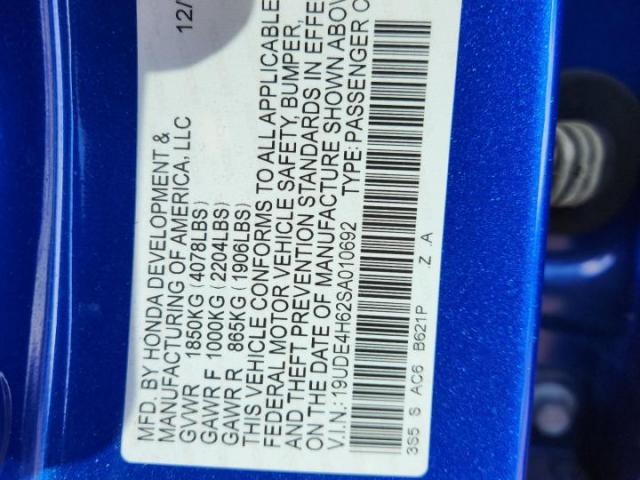 12/
MFD. BY HONDA DEVELOPMENT &
MANUFACTURING OF AMERICA, LLC
GVWR 1850KG (4078LBS)
GAWR F 1000KG (2204LBS)
GAWR R 865KG (1906LBS)
THIS VEHICLE CONFORMS TO ALL APPLICABLE
FEDERAL MOTOR VEHICLE SAFETY, BUMPER,
AND THEFT PREVENTION STANDARDS IN EFFE
ON THE DATE OF MANUFACTURE SHOWN ABOV
V.I.N.: 19UDE4H62SA010692 TYPE: PASSENGER C
3S5 S AC6 B621P .Z .A